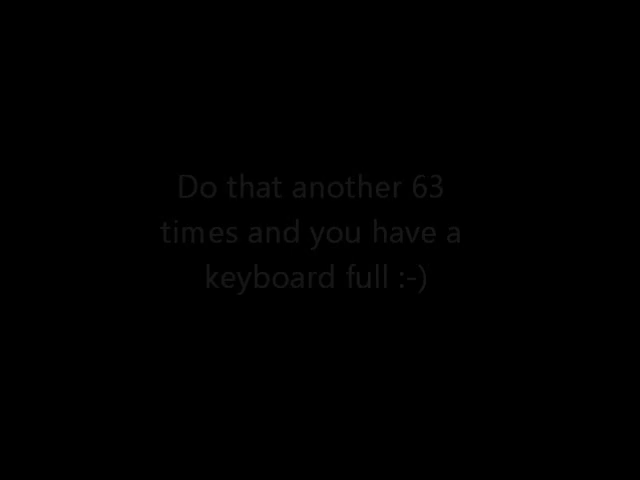 Do that another 63
times and you have a
keyboard full :-)